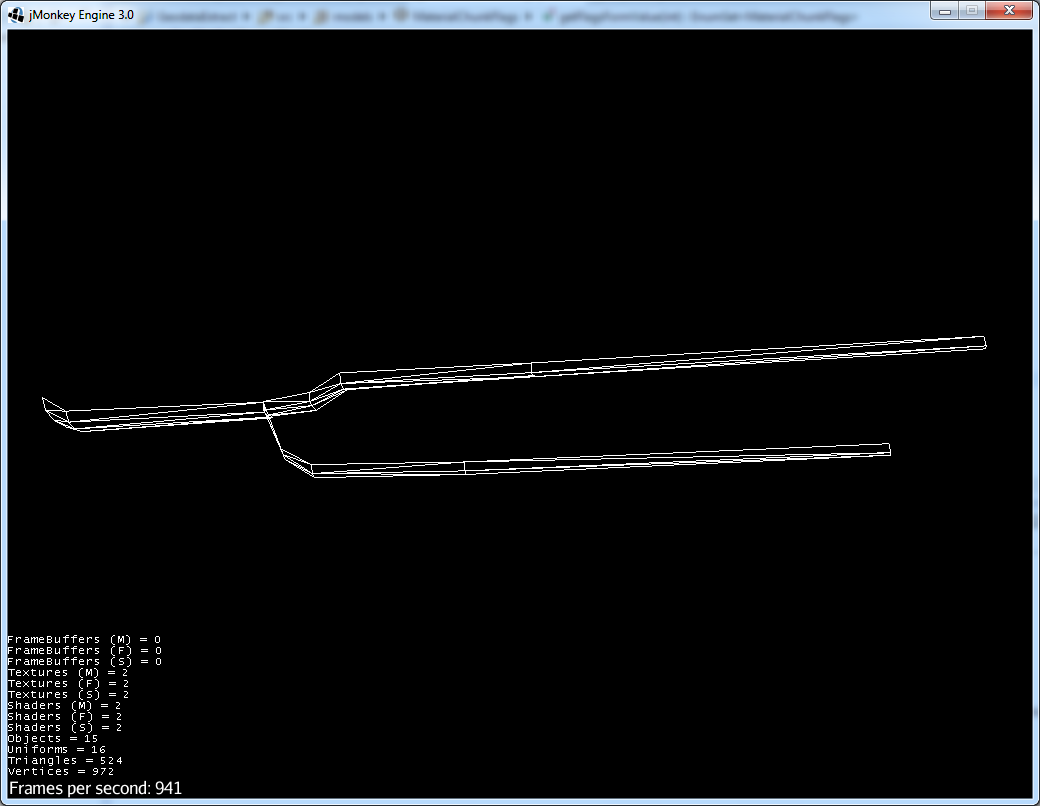 jMonkey Engine 3.0
FrameBuffers (M) = 0
FrameBuffers (F) = 0
FrameBuffers (S) = 0
Textures (M) = 2
Textures (F) = 2
Textures (S) = 2
Shaders (M) = 2
Shaders (F) = 2
Shaders (S) = 2
Objects = 15
Uniforms = 16
Triangles = 524
Vertices = 972
Frames per second: 941